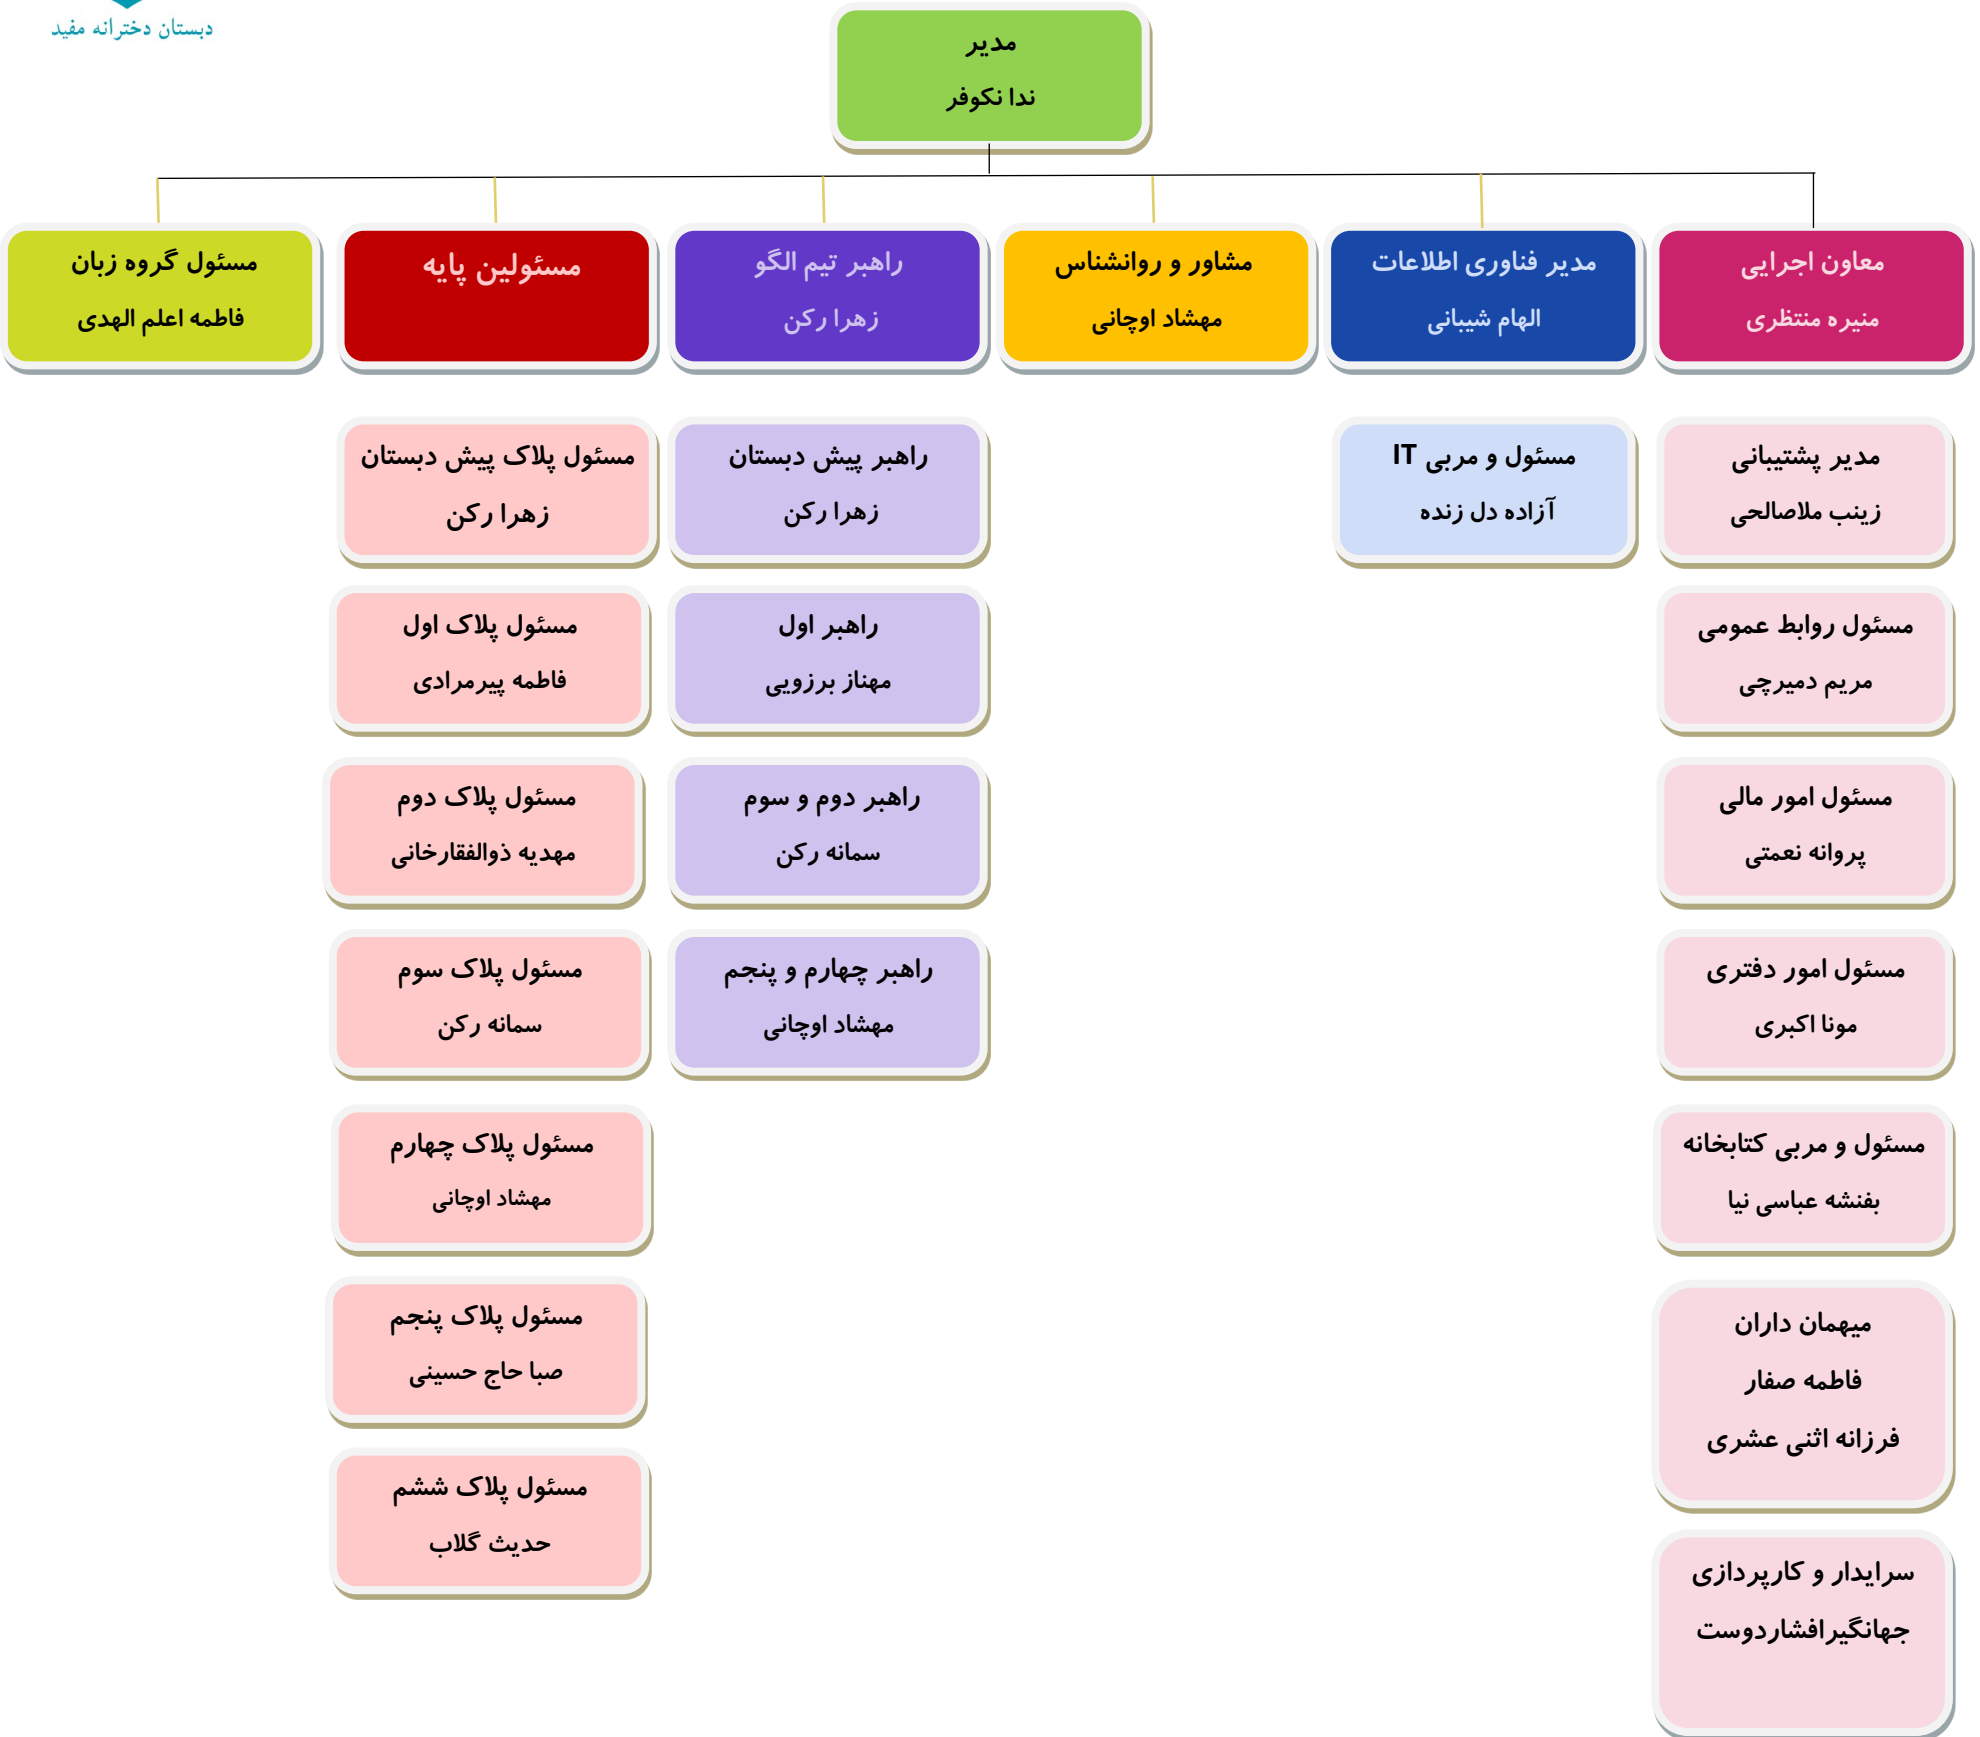 دبستان دخترانه مفید
مدیر
ندا نکوفر
معاون اجرایی
منیره منتظری
مدیر فناوری اطلاعات
الهام شیبانی
مشاور و روانشناس
مهشاد اوچانی
راهبر تیم الگو
زهرا رکن
مسئولین پایه
مسئول گروه زبان
فاطمه اعلم الهدی
مدیر پشتیبانی
زینب ملاصالحی
مسئول و مربی IT
آزاده دل زنده
راهبر پیش دبستان
زهرا رکن
مسئول پلاک پیش دبستان
زهرا رکن
مسئول روابط عمومی
مریم دمیرچی
راهبر اول
مهناز برزویی
مسئول پلاک اول
فاطمه پیرمرادی
مسئول امور مالی
پروانه نعمتی
راهبر دوم و سوم
سمانه رکن
مسئول پلاک دوم
مهدیه ذوالفقارخانی
مسئول امور دفتری
مونا اکبری
راهبر چهارم و پنجم
مهشاد اوچانی
مسئول پلاک سوم
سمانه رکن
مسئول و مربی کتابخانه
بفنشه عباسی نیا
مسئول پلاک چهارم
مهشاد اوچانی
میهمان داران
فاطمه صفار
فرزانه اثنی عشری
مسئول پلاک پنجم
صبا حاج حسینی
مسئول پلاک ششم
حدیث گلاب
سرایدار و کارپردازی
جهانگیرافشاردوست